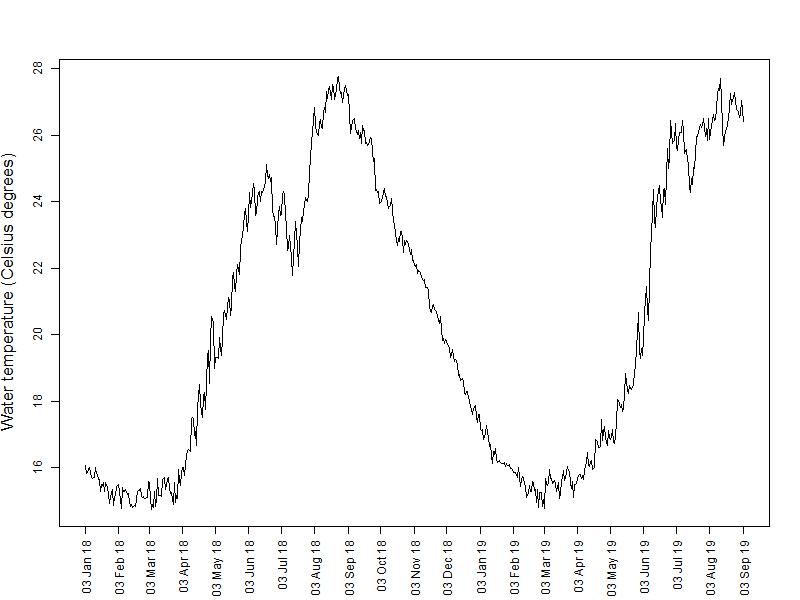 28
26
24
22
20
18
16
Water temperature (Celsius degrees)
03 Jan 18
03 Feb 18
03 Mar 18
03 Apr 18
03 May 18
03 Jun 18
03 Jul 18
03 Aug 18
03 Sep 18
03 Oct 18
03 Nov 18
03 Dec 18
03 Jan 19
03 Feb 19
03 Mar 19
03 Apr 19
03 May 19
03 Jun 19
03 Jul 19
03 Aug 19
03 Sep 19